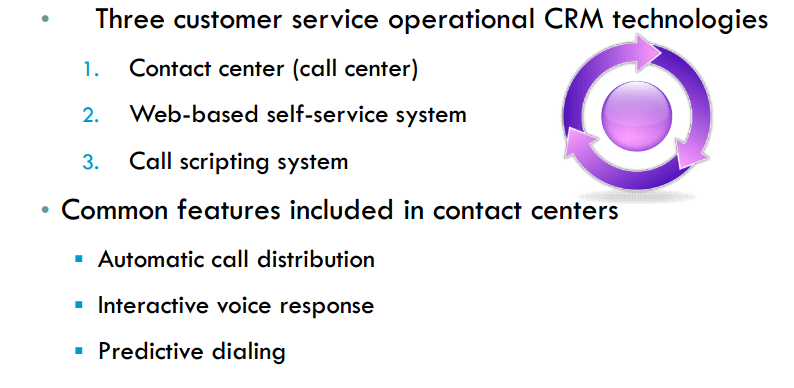 • Three customer service operational CRM technologies
1. Contact center (call center)
2. Web-based self-service system
3. Call scripting system
• Common features included in contact centers
▪ Automatic call distribution
▪ Interactive voice response
▪ Predictive dialing